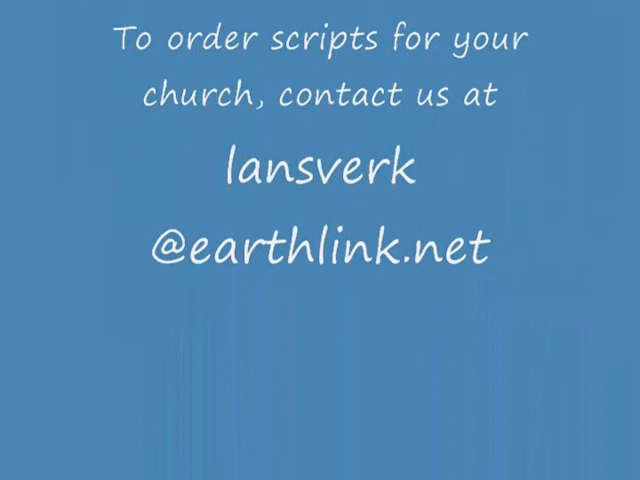 To order scripts for your
church, contact us at
lansverk
@earthlink.net